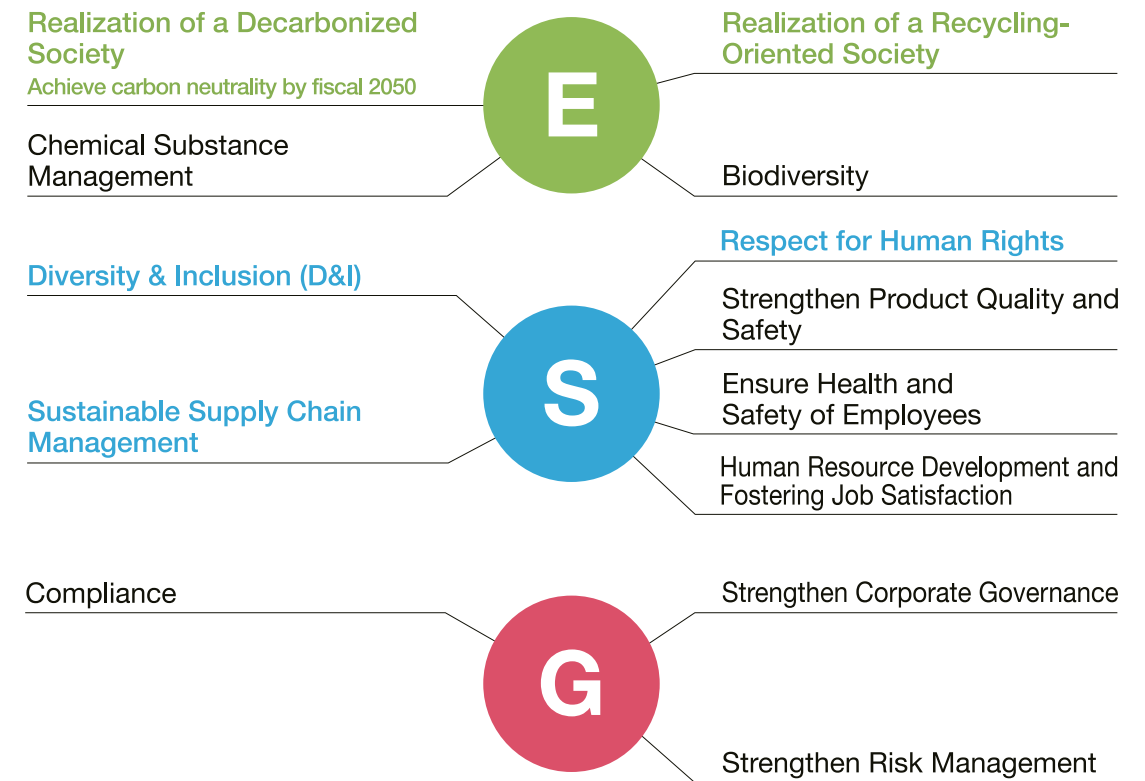 Realization of a Decarbonized
Society
Achieve carbon neutrality by fiscal 2050
Chemical Substance
Management
E
Realization of a Recycling-
Oriented Society
Biodiversity
Diversity & Inclusion (D&I)
Sustainable Supply Chain
Management
S
Respect for Human Rights
Strengthen Product Quality and
Safety
Ensure Health and
Safety of Employees
Human Resource Development and
Fostering Job Satisfaction
Compliance
G
Strengthen Corporate Governance
Strengthen Risk Management